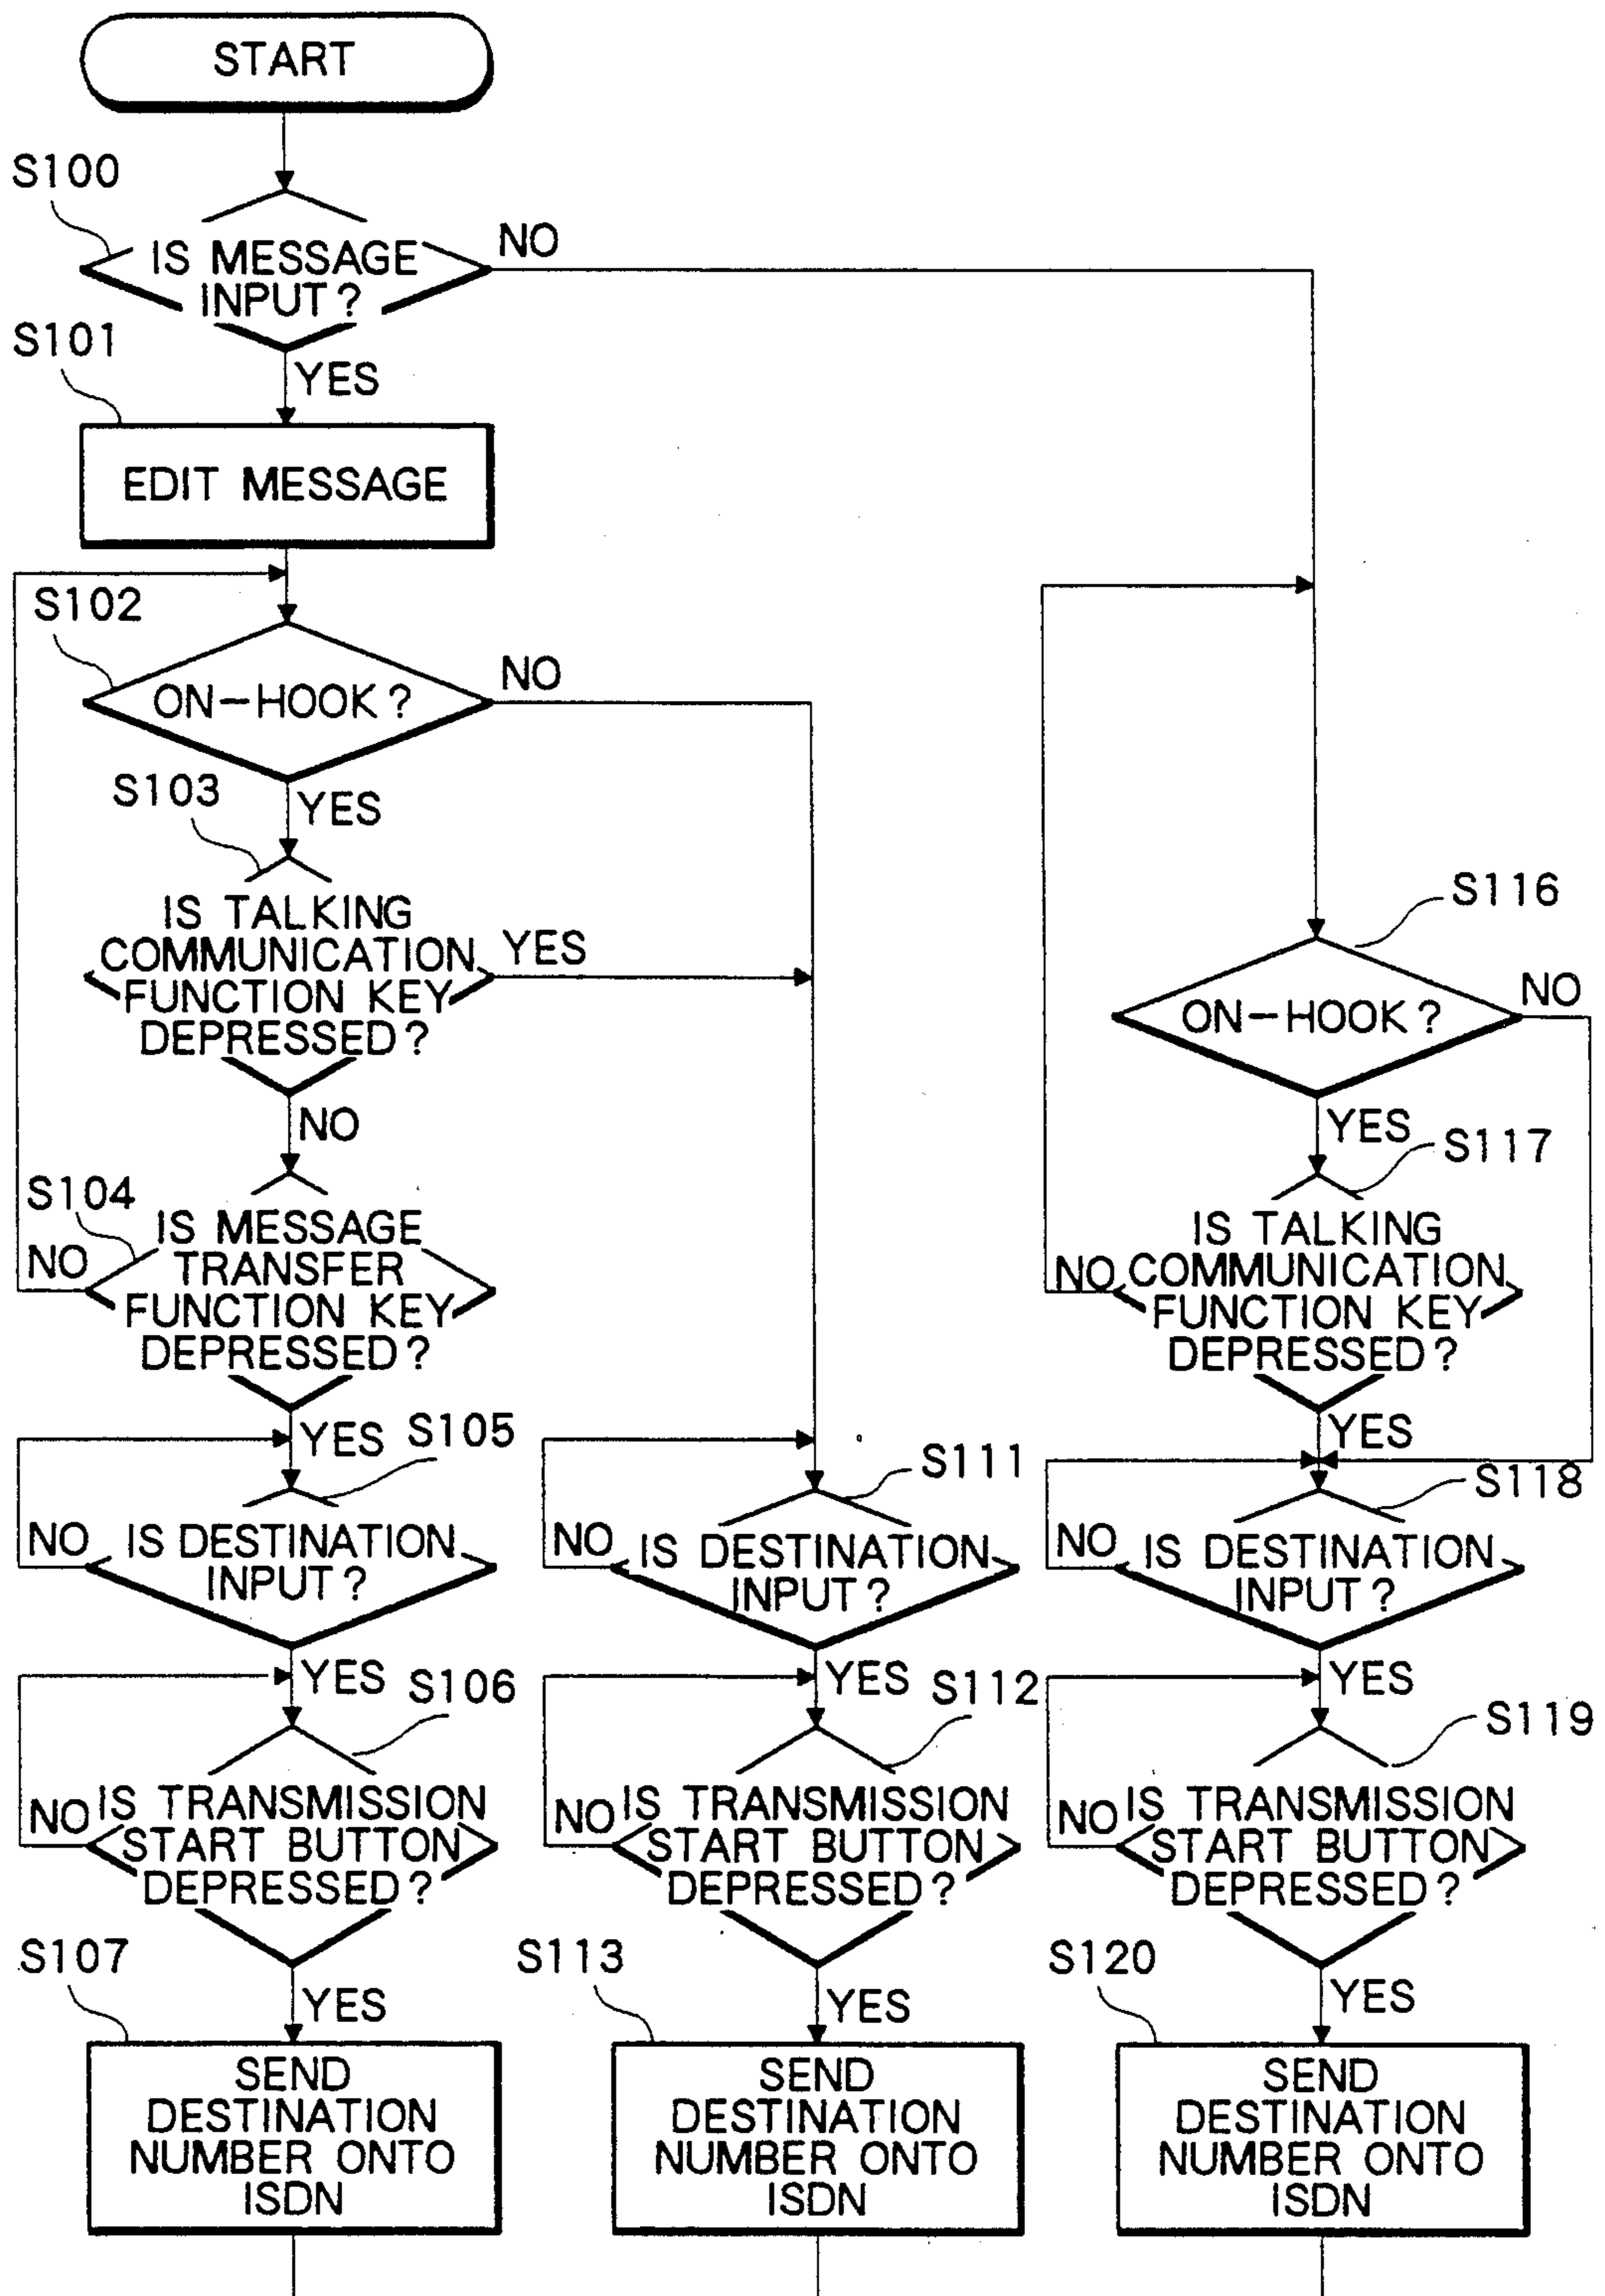 START
S100
IS MESSAGE
INPUT?
NO
YES
S101
EDIT MESSAGE
S102
ON-HOOK?
NO
YES
S103
IS TALKING
COMMUNICATION
FUNCTION KEY
DEPRESSED?
YES
NO
S104
IS MESSAGE
TRANSFER
FUNCTION KEY
DEPRESSED?
NO
YES
S105
IS DESTINATION
INPUT?
NO
YES
S106
IS TRANSMISSION
START BUTTON
DEPRESSED?
NO
YES
S107
SEND
DESTINATION
NUMBER ONTO
ISDN
S111
IS DESTINATION
INPUT?
NO
YES
S112
IS TRANSMISSION
START BUTTON
DEPRESSED?
NO
YES
S113
SEND
DESTINATION
NUMBER ONTO
ISDN
S116
ON-HOOK?
NO
YES
S117
IS TALKING
COMMUNICATION
FUNCTION KEY
DEPRESSED?
NO
YES
S118
IS DESTINATION
INPUT?
NO
YES
S119
IS TRANSMISSION
START BUTTON
DEPRESSED?
NO
YES
S120
SEND
DESTINATION
NUMBER ONTO
ISDN